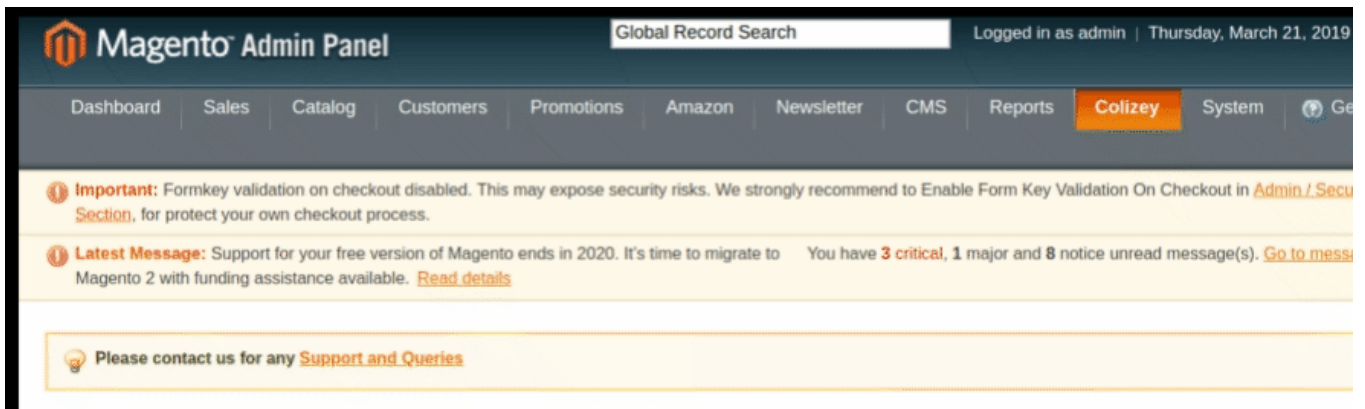 Magento Admin Panel
Global Record Search
Logged in as admin | Thursday, March 21, 2019
Dashboard Sales Catalog Customers Promotions Amazon Newsletter CMS Reports Colizey System
Important: Formkey validation on checkout disabled. This may expose security risks. We strongly recommend to Enable Form Key Validation On Checkout in Admin /
Section, for protect your own checkout process.
Latest Message: Support for your free version of Magento ends in 2020. It's time to migrate to
Magento 2 with funding assistance available. Read details
You have 3 critical, 1 major and 8 notice unread message(s). Go to
Please contact us for any Support and Queries